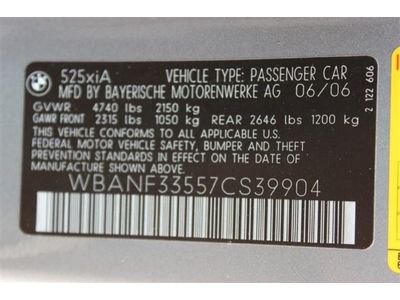 BMW
525xiA VEHICLE TYPE: PASSENGER CAR
MFD BY BAYERISCHE MOTORENWERKE AG 06/06
GVWR 4740 lbs 2150 kg
GAWR FRONT 2315 lbs 1050 kg REAR 2646 lbs 1200 kg
THIS VEHICLE CONFORMS TO ALL APPLICABLE
U.S. FEDERAL MOTOR VEHICLE SAFETY, BUMPER AND THEFT
PREVENTION STANDARDS IN EFFECT ON THE DATE OF
MANUFACTURE SHOWN ABOVE.
WBANF33557CS39904
2 122 606